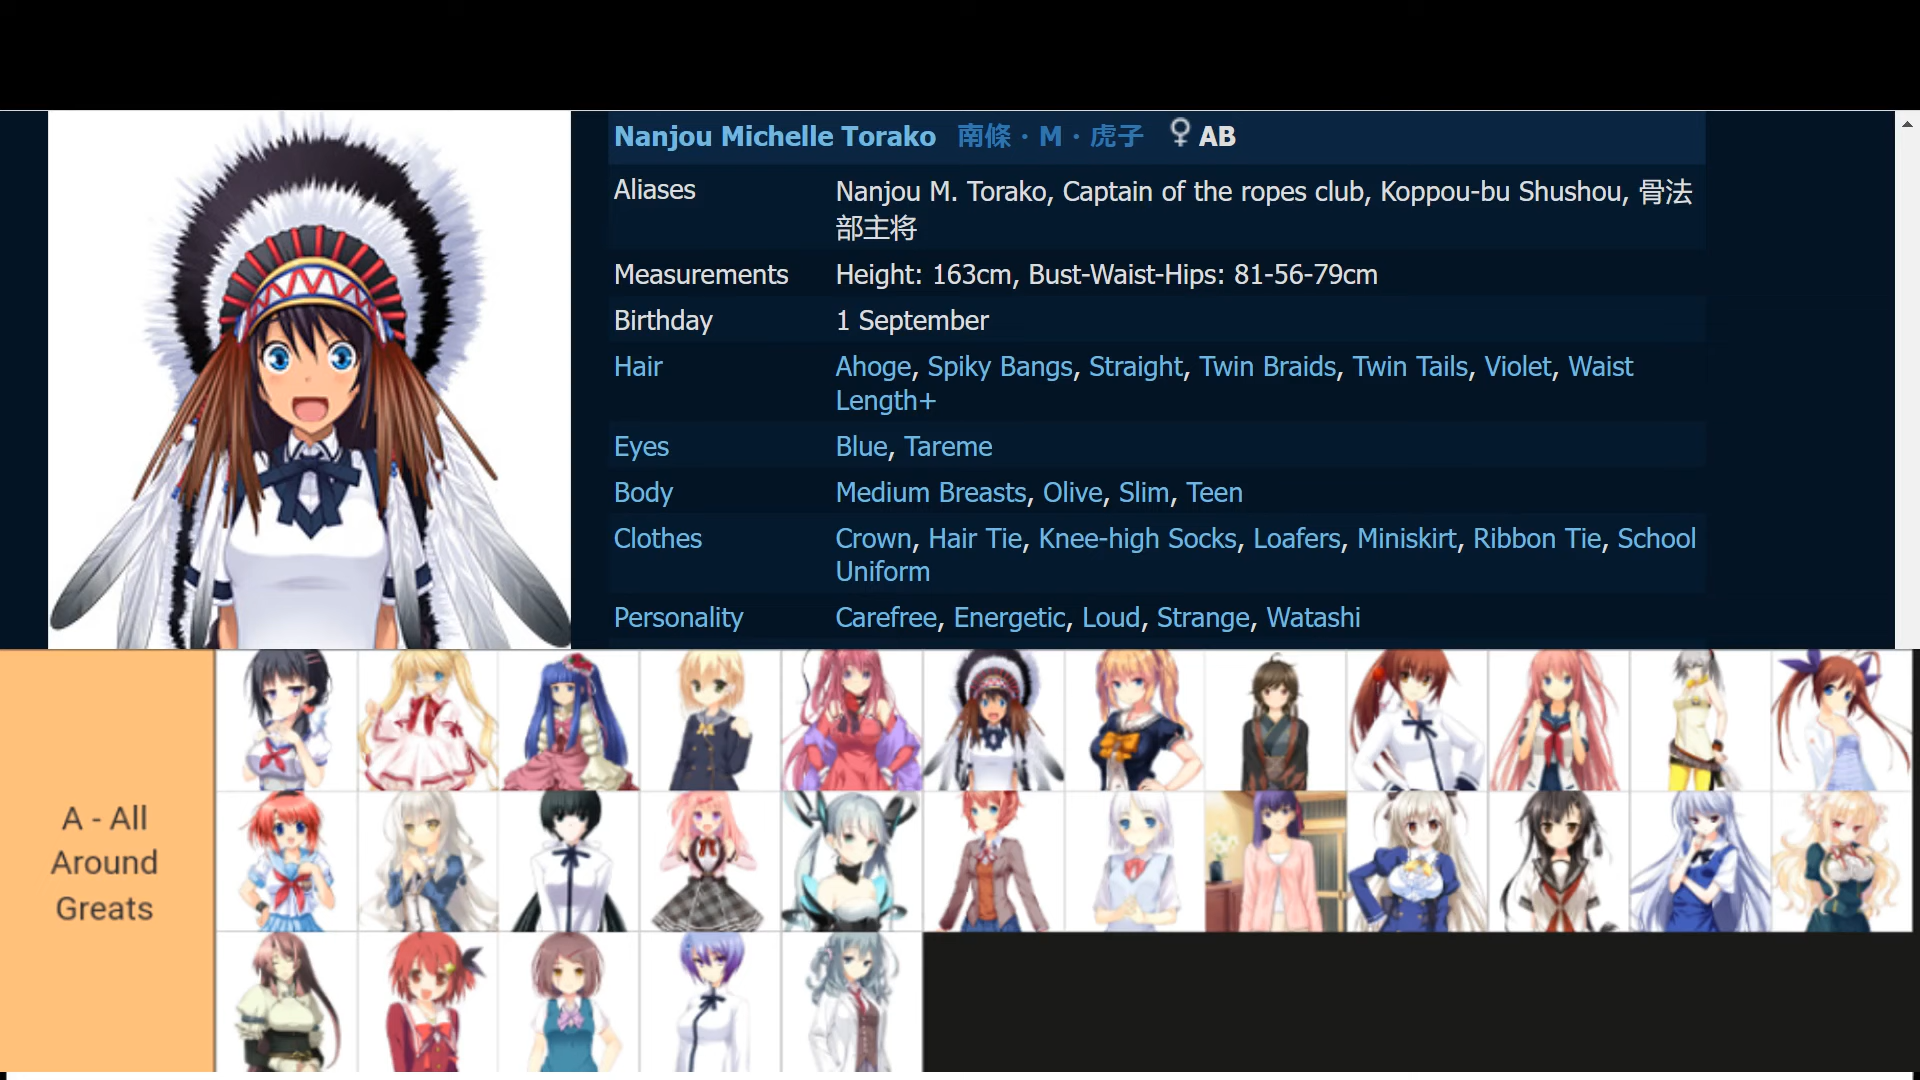 Nanjou Michelle Torako 南條・M・虎子 ♀ AB
Aliases Nanjou M. Torako, Captain of the ropes club, Koppou-bu Shushou, 骨法
部主将
Measurements Height: 163cm, Bust-Waist-Hips: 81-56-79cm
Birthday 1 September
Hair Ahoge, Spiky Bangs, Straight, Twin Braids, Twin Tails, Violet, Waist
Length+
Eyes Blue, Tareme
Body Medium Breasts, Olive, Slim, Teen
Clothes Crown, Hair Tie, Knee-high Socks, Loafers, Miniskirt, Ribbon Tie, School
Uniform
Personality Carefree, Energetic, Loud, Strange, Watashi
A - All
Around
Greats